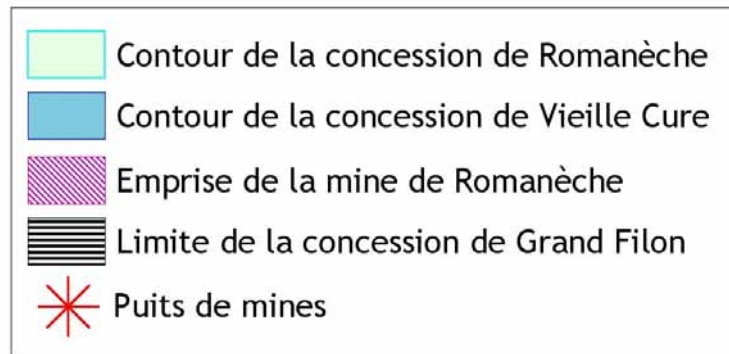 Contour de la concession de Romanèche
Contour de la concession de Vieille Cure
Emprise de la mine de Romanèche
Limite de la concession de Grand Filon
Puits de mines